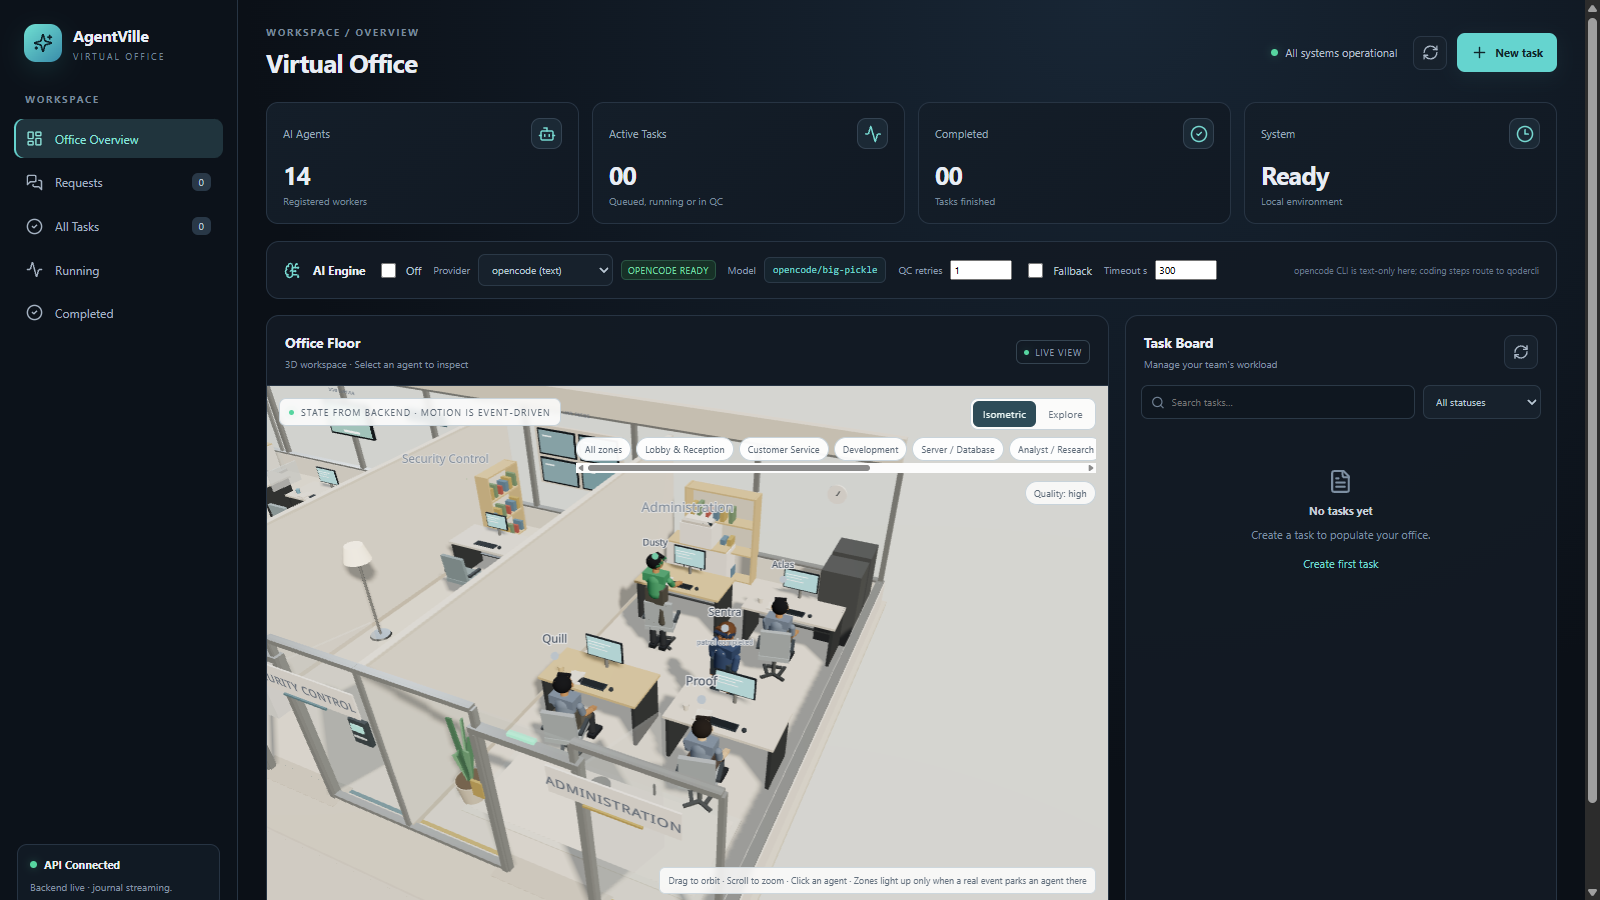 AgentVille
VIRTUAL OFFICE
WORKSPACE
Office Overview
Requests 0
All Tasks 0
Running
Completed
API Connected
Backend live · journal streaming.
WORKSPACE / OVERVIEW
Virtual Office
All systems operational
New task
AI Agents
14
Registered workers
Active Tasks
00
Queued, running or in QC
Completed
00
Tasks finished
System
Ready
Local environment
AI Engine Off Provider opencode (text) OPENCODE READY Model opencode/big-pickle QC retries 1 Fallback Timeout s 300 opencode CLI is text-only here; coding steps route to qodercli
Office Floor
3D workspace · Select an agent to inspect
LIVE VIEW
STATE FROM BACKEND · MOTION IS EVENT-DRIVEN
Isometric Explore
All zones Lobby & Reception Customer Service Development Server / Database Analyst / Research
Quality: high
Security Control
Administration
Dusty
Atlas
Sentra
Quill
Proof
URITY CONTROL
ADMINISTRATION
Drag to orbit · Scroll to zoom · Click an agent · Zones light up only when a real event parks an agent there
Task Board
Manage your team's workload
Search tasks...
All statuses
No tasks yet
Create a task to populate your office.
Create first task